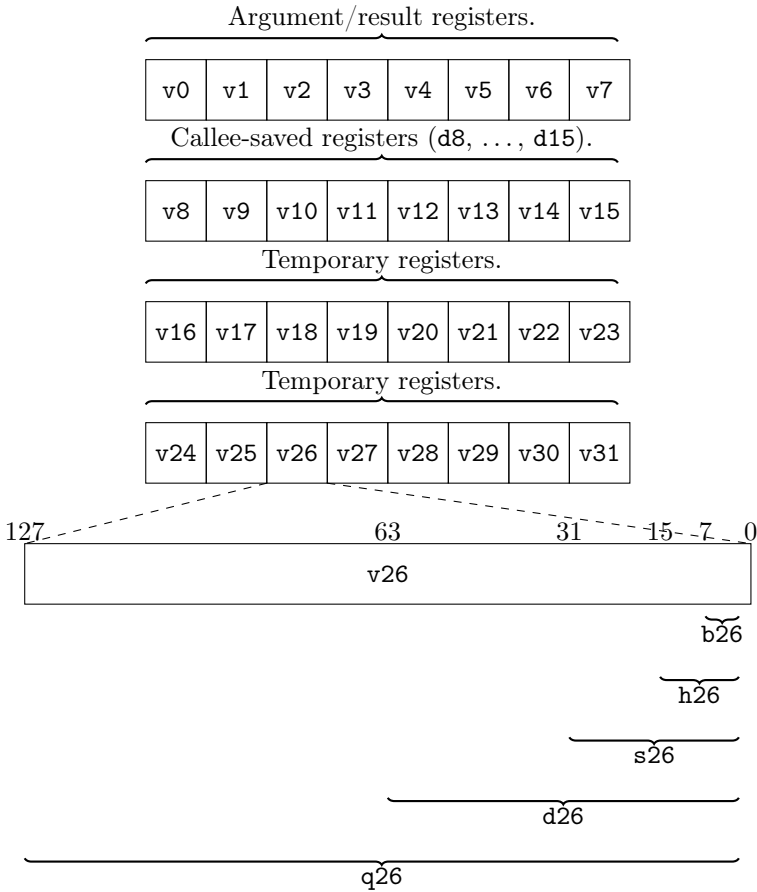 Argument/result registers.
v0 v1 v2 v3 v4 v5 v6 v7
Callee-saved registers (d8, ..., d15).
v8 v9 v10 v11 v12 v13 v14 v15
Temporary registers.
v16 v17 v18 v19 v20 v21 v22 v23
Temporary registers.
v24 v25 v26 v27 v28 v29 v30 v31
127 63 31 15 7 0
v26
b26
h26
s26
d26
q26